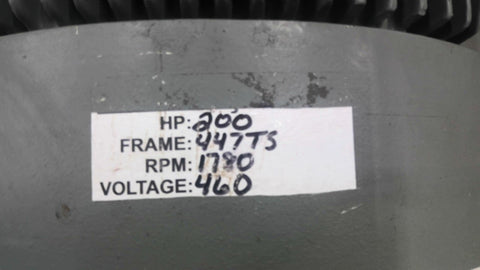 HP: 200
FRAME: 447TS
RPM: 1780
VOLTAGE: 460